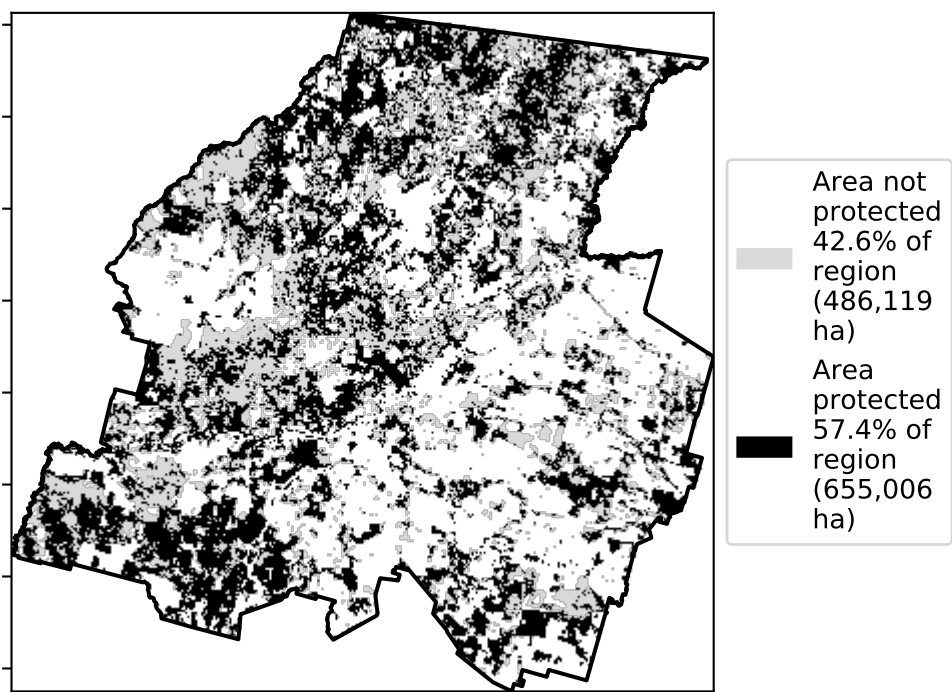 Area not
protected
42.6% of
region
(486,119
ha)
Area
protected
57.4% of
region
(655,006
ha)